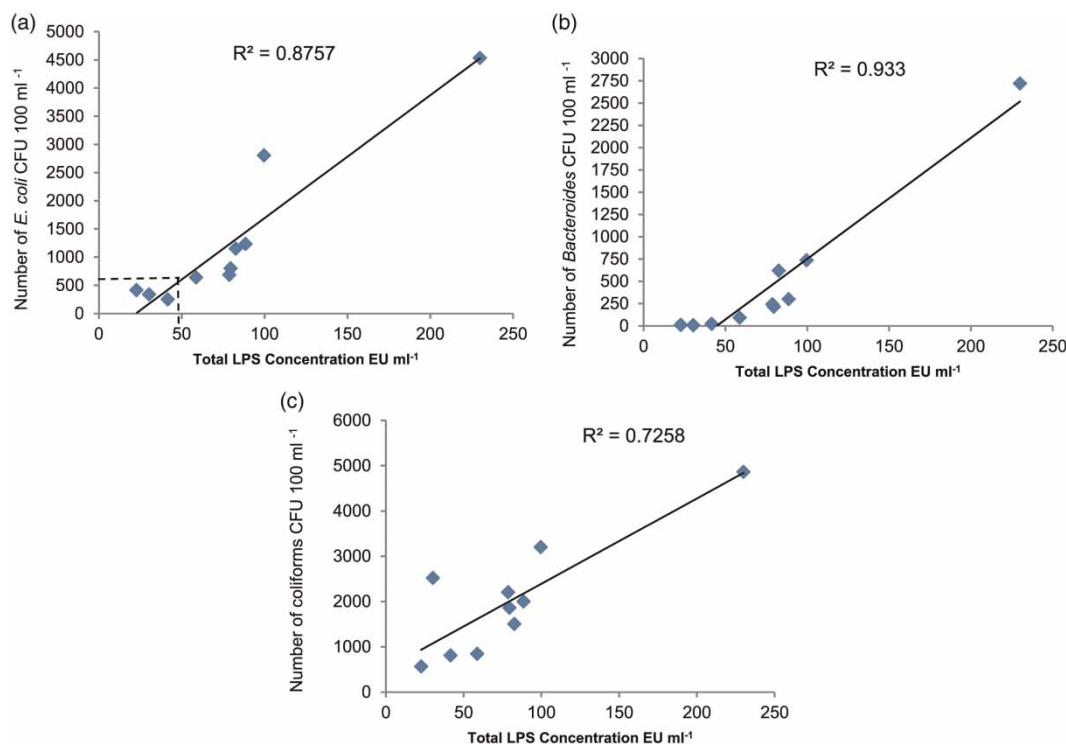 (a)
5000
4500
4000
3500
3000
2500
2000
1500
1000
500
0
Number of E. coli CFU 100 ml -1
R² = 0.8757
0 50 100 150 200 250
Total LPS Concentration EU ml-1
(b)
3000
2750
2500
2250
2000
1750
1500
1250
1000
750
500
250
0
Number of Bacteroides CFU 100 ml -1
R² = 0.933
0 50 100 150 200 250
Total LPS Concentration EU ml-1
(c)
6000
5000
4000
3000
2000
1000
0
Number of coliforms CFU 100 ml -1
R² = 0.7258
0 50 100 150 200 250
Total LPS Concentration EU ml-1